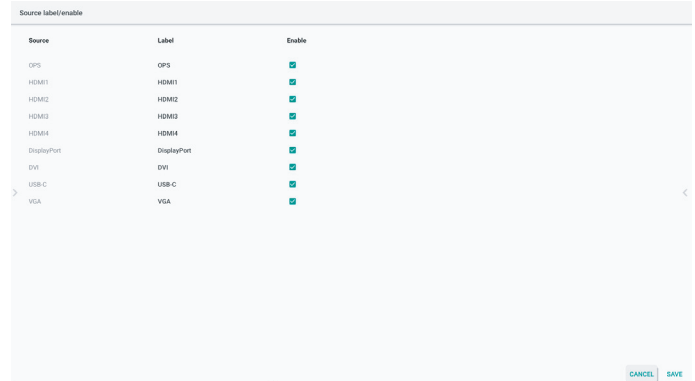 Source label/enable
Source Label Enable
OPS OPS
HDMI1 HDMI1
HDMI2 HDMI2
HDMI3 HDMI3
HDMI4 HDMI4
DisplayPort DisplayPort
DVI DVI
USB-C USB-C
VGA VGA
CANCEL SAVE